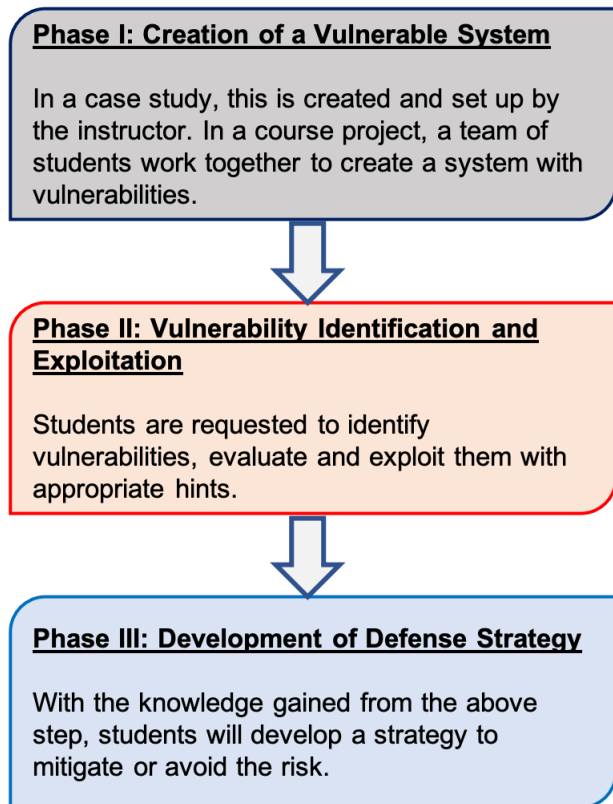 Phase I: Creation of a Vulnerable System
In a case study, this is created and set up by
the instructor. In a course project, a team of
students work together to create a system with
vulnerabilities.
Phase II: Vulnerability Identification and
Exploitation
Students are requested to identify
vulnerabilities, evaluate and exploit them with
appropriate hints.
Phase III: Development of Defense Strategy
With the knowledge gained from the above
step, students will develop a strategy to
mitigate or avoid the risk.